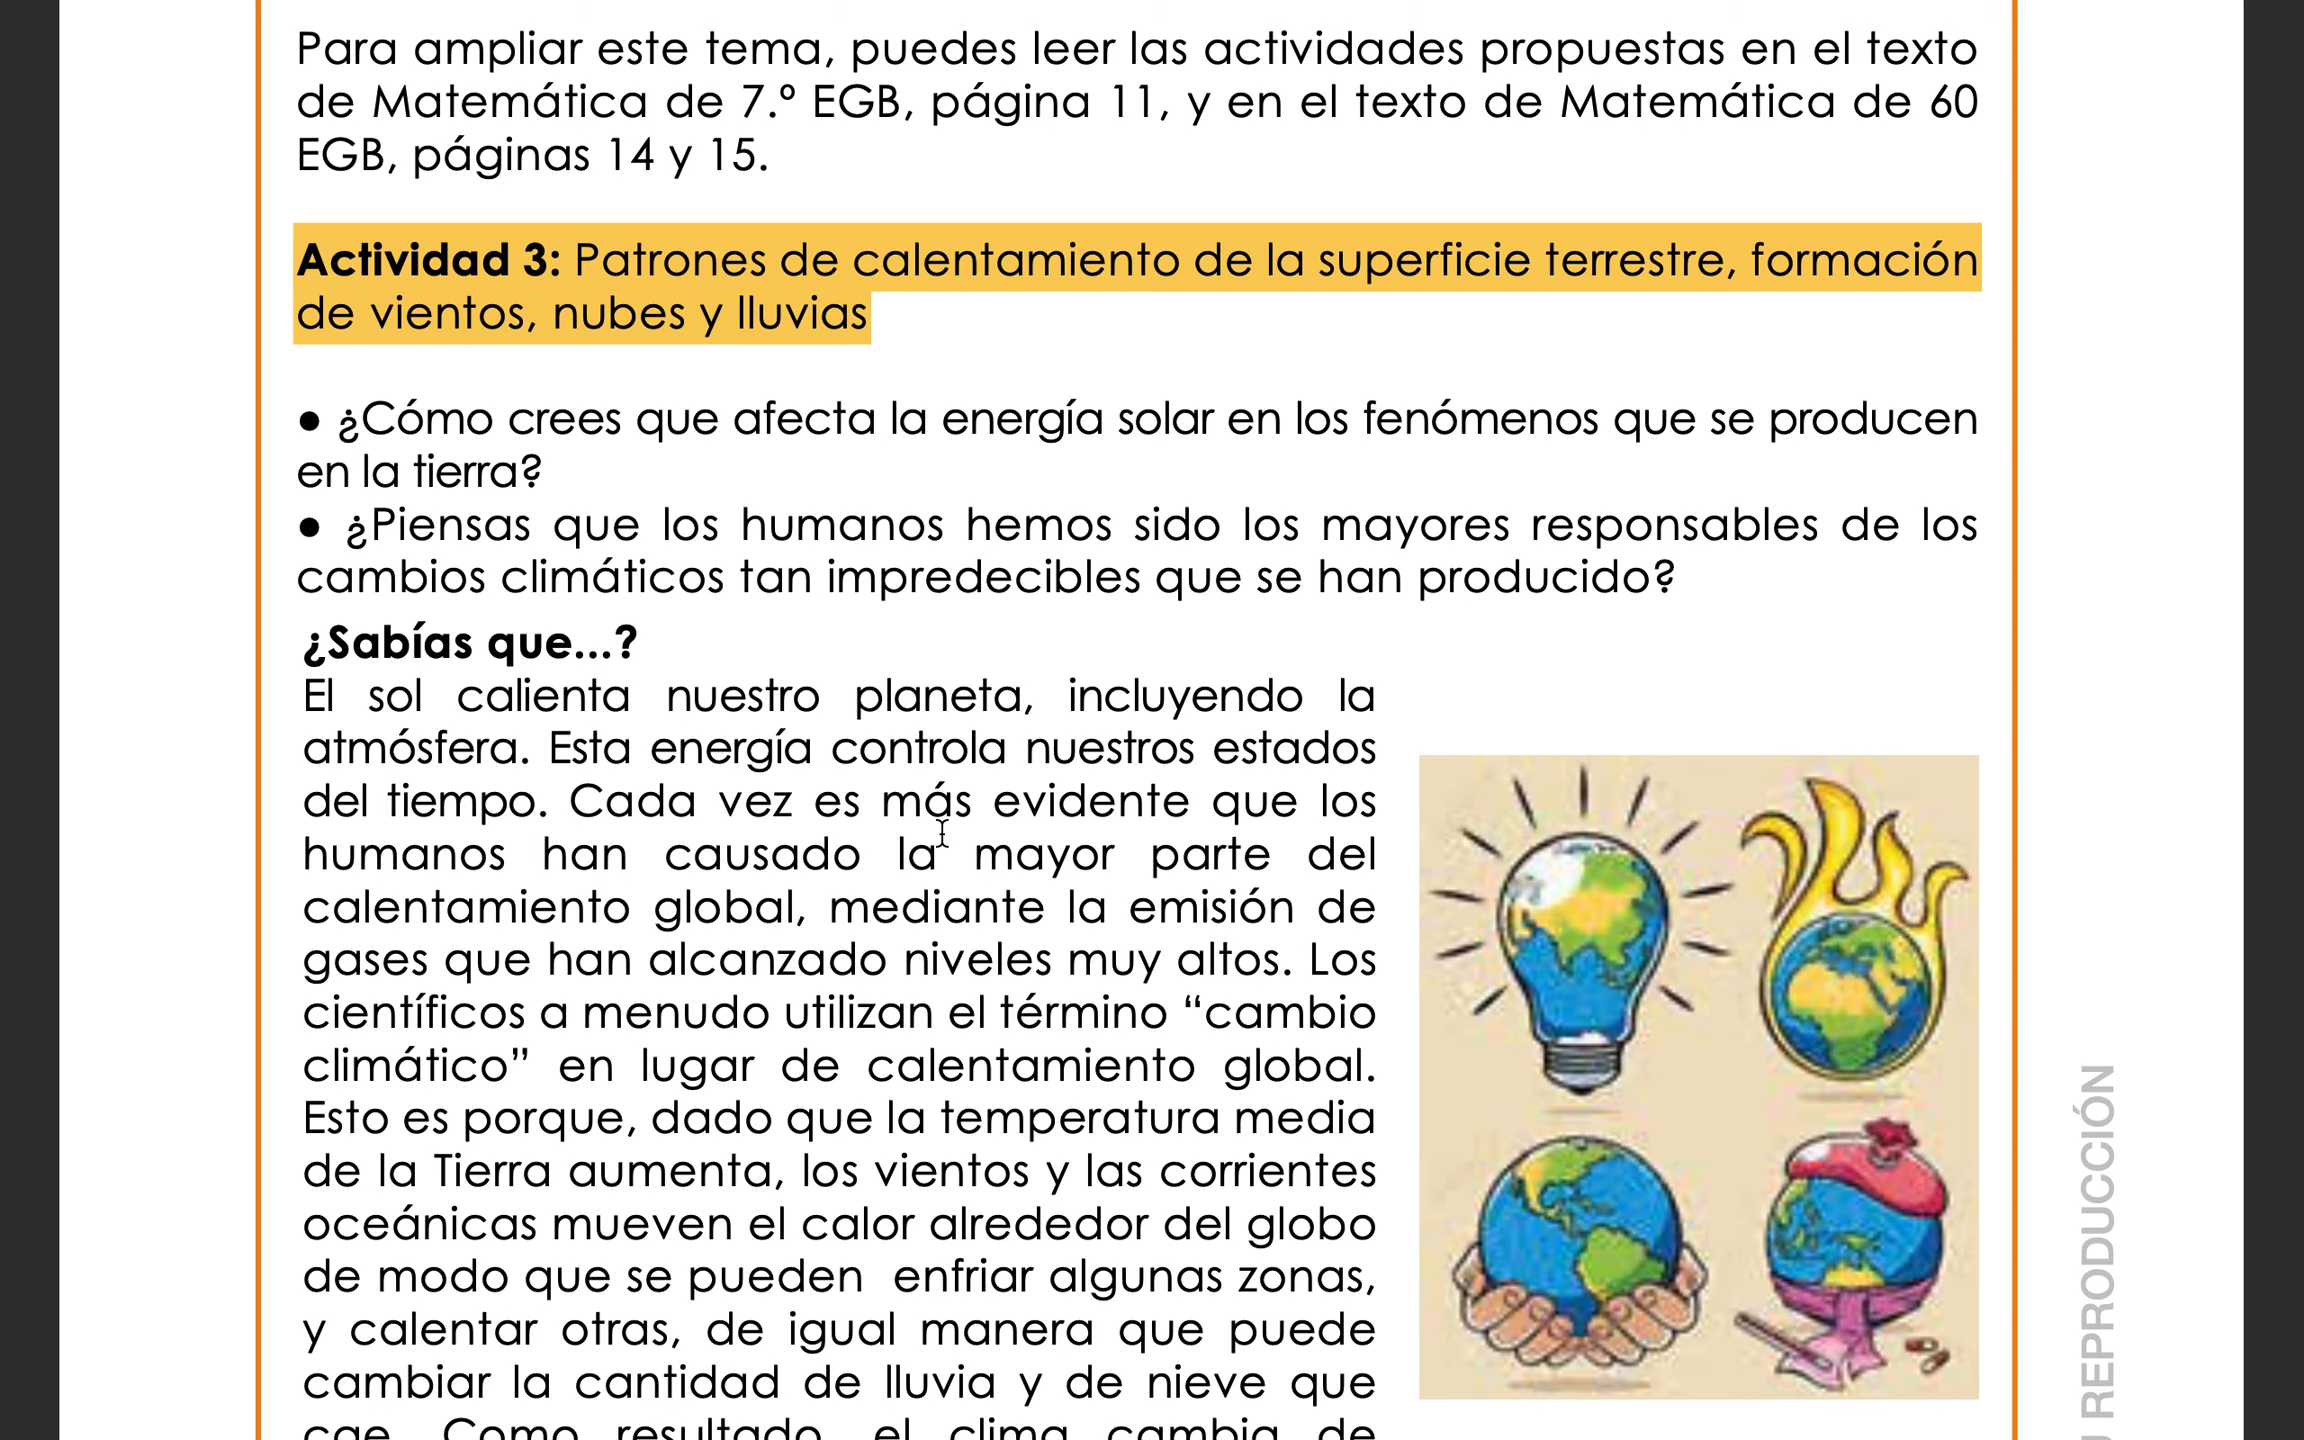 Para ampliar este tema, puedes leer las actividades propuestas en el texto
de Matemática de 7.º EGB, página 11, y en el texto de Matemática de 60
EGB, páginas 14 y 15.
Actividad 3: Patrones de calentamiento de la superficie terrestre, formación
de vientos, nubes y lluvias
● ¿Cómo crees que afecta la energía solar en los fenómenos que se producen
en la tierra?
● ¿Piensas que los humanos hemos sido los mayores responsables de los
cambios climáticos tan impredecibles que se han producido?
¿Sabías que...?
El sol calienta nuestro planeta, incluyendo la
atmósfera. Esta energía controla nuestros estados
del tiempo. Cada vez es más evidente que los
humanos han causado la mayor parte del
calentamiento global, mediante la emisión de
gases que han alcanzado niveles muy altos. Los
científicos a menudo utilizan el término “cambio
climático” en lugar de calentamiento global.
Esto es porque, dado que la temperatura media
de la Tierra aumenta, los vientos y las corrientes
oceánicas mueven el calor alrededor del globo
de modo que se pueden enfriar algunas zonas,
y calentar otras, de igual manera que puede
cambiar la cantidad de lluvia y de nieve que
cae. Como resultado, el clima cambia de
REPRODUCCIÓN